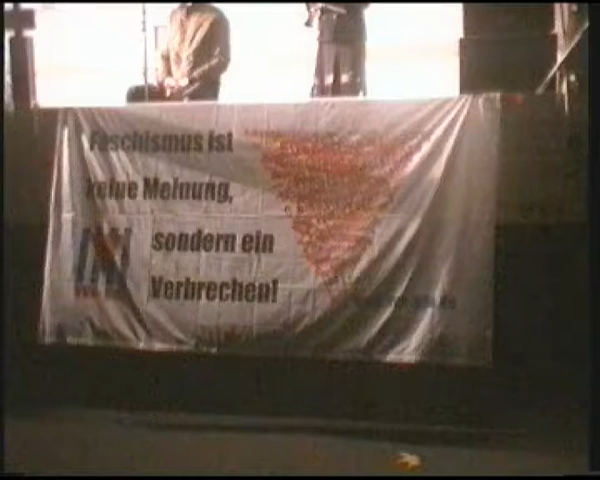 Faschismus ist
keine Meinung,
sondern ein
Verbrechen!